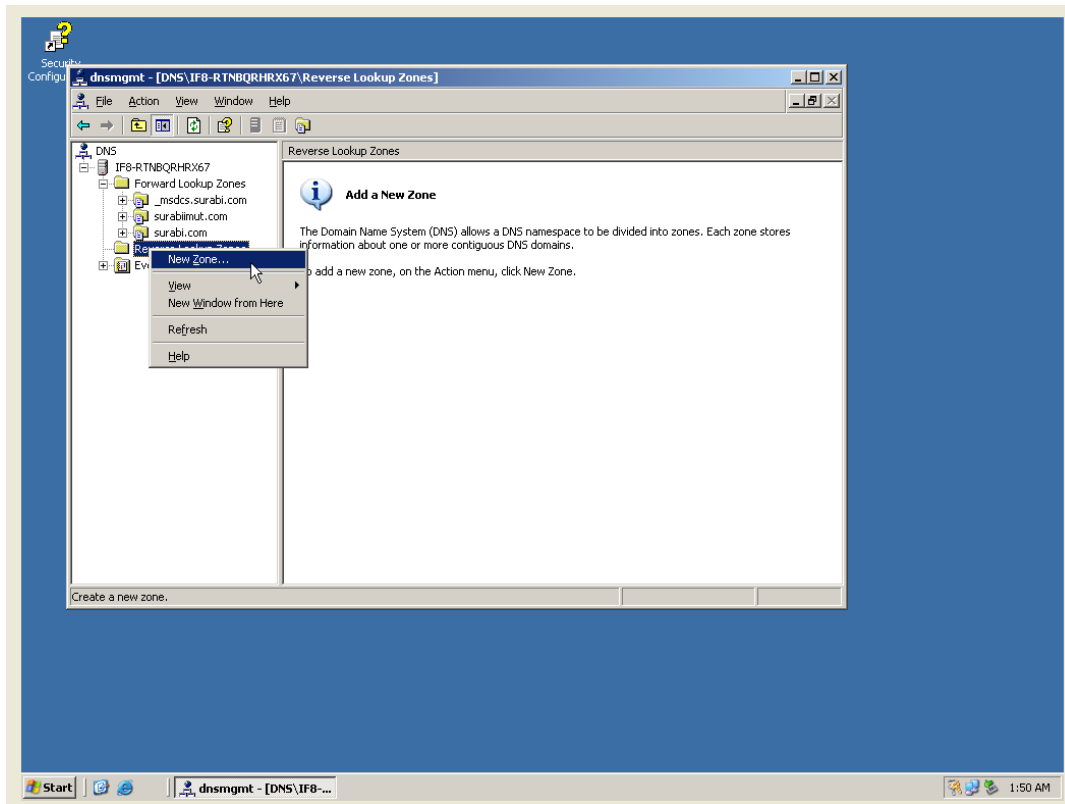 Security
Configu
dnsmgmt - [DNS\IF8-RTNBQRHRX67\Reverse Lookup Zones]
File Action View Window Help
DNS
IF8-RTNBQRHRX67
Forward Lookup Zones
_msdcs.surabi.com
surabiimut.com
surabi.com
Reverse Lookup Zones
Eve
New Zone...
View
New Window from Here
Refresh
Help
Reverse Lookup Zones
Add a New Zone
The Domain Name System (DNS) allows a DNS namespace to be divided into zones. Each zone stores
information about one or more contiguous DNS domains.
o add a new zone, on the Action menu, click New Zone.
Create a new zone.
Start
dnsmgmt - [DNS\IF8-...
1:50 AM